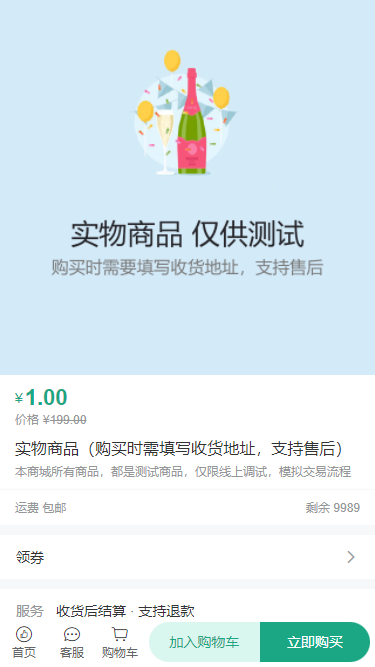 实物商品 仅供测试
购买时需要填写收货地址，支持售后
¥1.00
价格 ¥199.00
实物商品（购买时需填写收货地址，支持售后）
本商城所有商品，都是测试商品，仅限线上调试，模拟交易流程
运费 包邮 剩余 9989
领券
服务 收货后结算 · 支持退款
首页 客服 购物车 加入购物车 立即购买